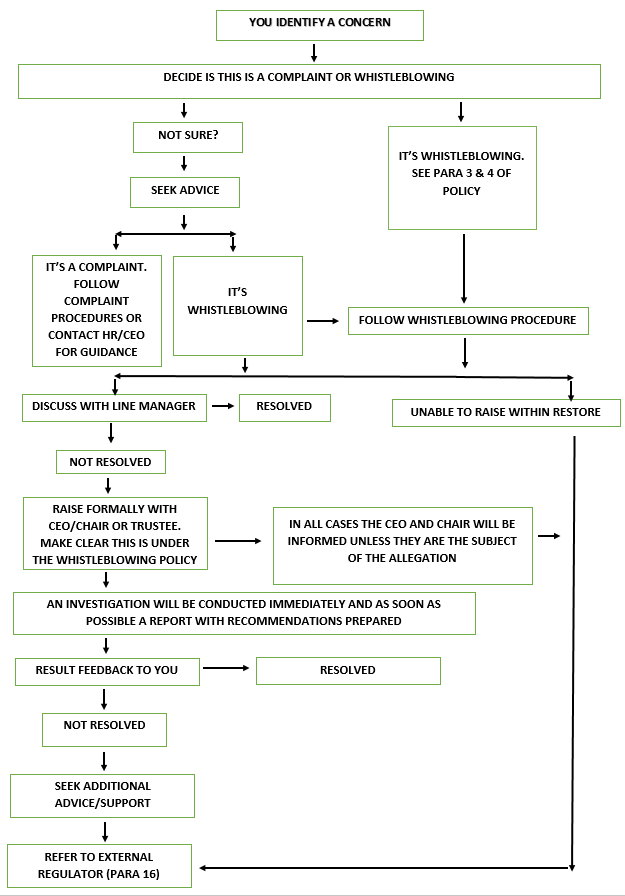 YOU IDENTIFY A CONCERN
DECIDE IS THIS IS A COMPLAINT OR WHISTLEBLOWING
NOT SURE?
SEEK ADVICE
IT'S WHISTLEBLOWING.
SEE PARA 3 & 4 OF
POLICY
IT'S A COMPLAINT.
FOLLOW
COMPLAINT
PROCEDURES OR
CONTACT HR/CEO
FOR GUIDANCE
IT'S
WHISTLEBLOWING
FOLLOW WHISTLEBLOWING PROCEDURE
DISCUSS WITH LINE MANAGER
RESOLVED
UNABLE TO RAISE WITHIN RESTORE
NOT RESOLVED
RAISE FORMALLY WITH
CEO/CHAIR OR TRUSTEE.
MAKE CLEAR THIS IS UNDER
THE WHISTLEBLOWING POLICY
IN ALL CASES THE CEO AND CHAIR WILL BE
INFORMED UNLESS THEY ARE THE SUBJECT
OF THE ALLEGATION
AN INVESTIGATION WILL BE CONDUCTED IMMEDIATELY AND AS SOON AS
POSSIBLE A REPORT WITH RECOMMENDATIONS PREPARED
RESULT FEEDBACK TO YOU
RESOLVED
NOT RESOLVED
SEEK ADDITIONAL
ADVICE/SUPPORT
REFER TO EXTERNAL
REGULATOR (PARA 16)